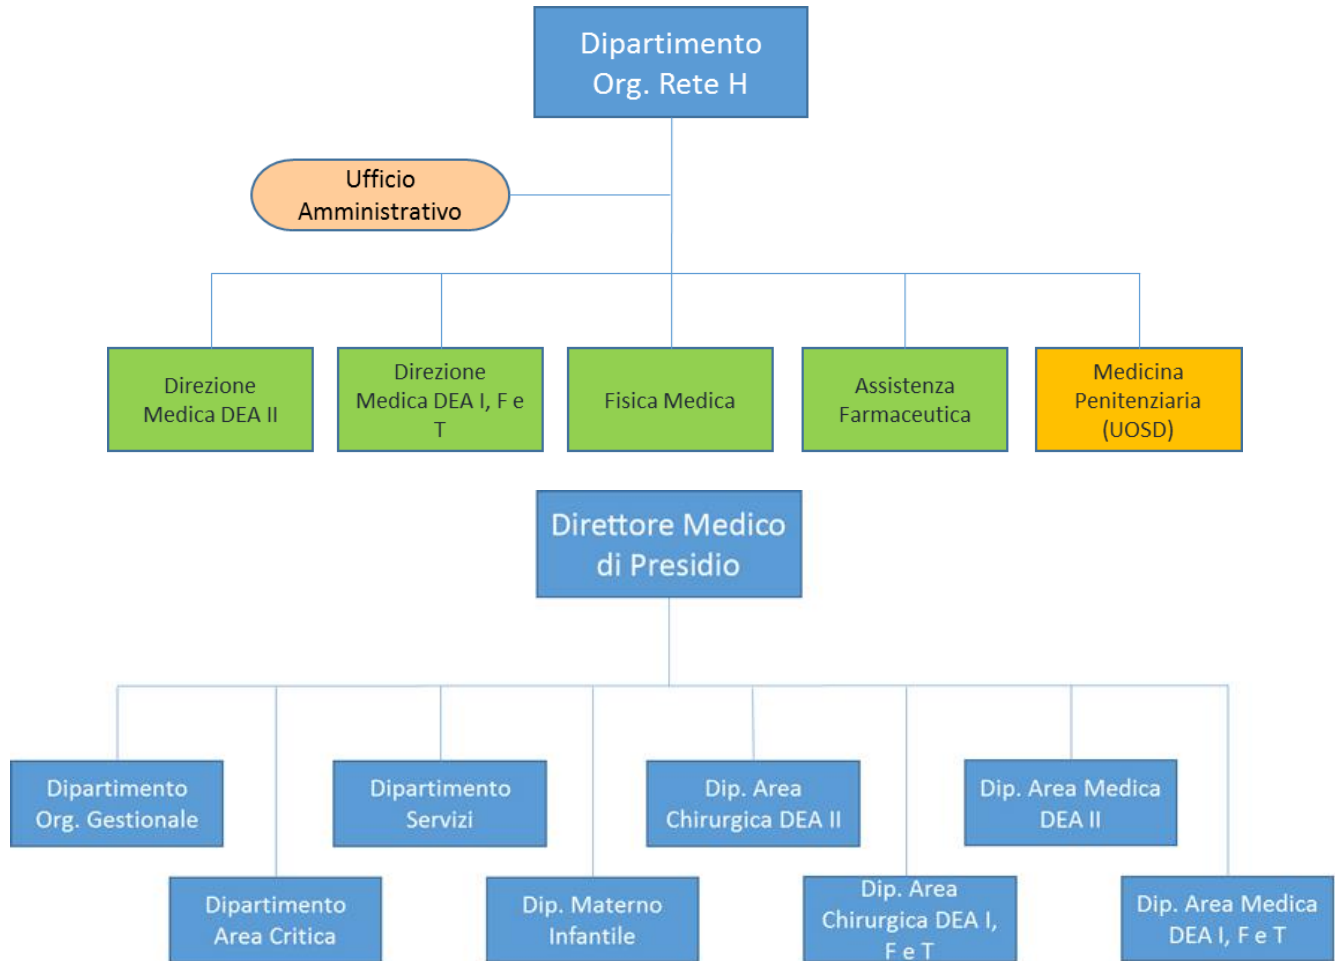 Dipartimento
Org. Rete H
Ufficio
Amministrativo
Direzione
Medica DEA II
Direzione
Medica DEA I, F e
T
Fisica Medica
Assistenza
Farmaceutica
Medicina
Penitenziaria
(UOSD)
Direttore Medico
di Presidio
Dipartimento
Org. Gestionale
Dipartimento
Servizi
Dip. Area
Chirurgica DEA II
Dip. Area Medica
DEA II
Dipartimento
Area Critica
Dip. Materno
Infantile
Dip. Area
Chirurgica DEA I,
F e T
Dip. Area Medica
DEA I, F e T